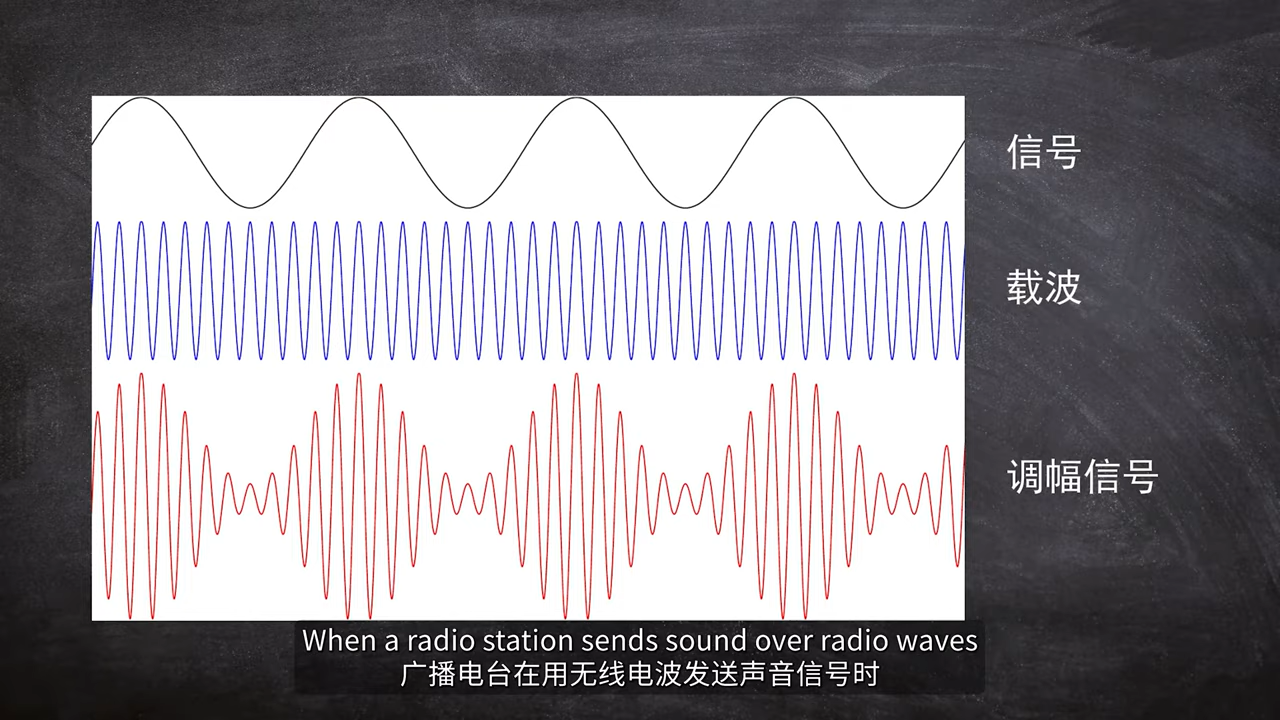 信号
载波
调幅信号
When a radio station sends sound over radio waves
广播电台在用无线电波发送声音信号时